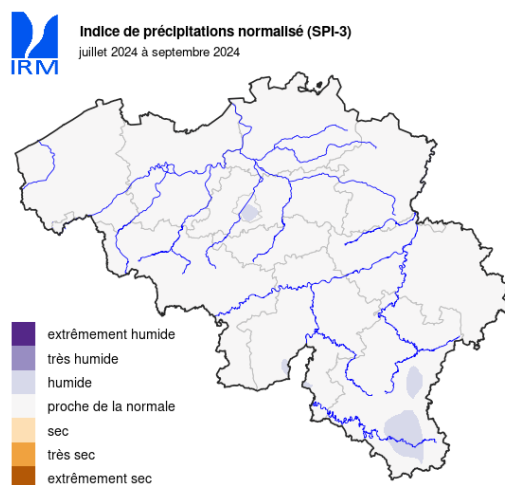 Indice de précipitations normalisé (SPI-3)
juillet 2024 à septembre 2024
IRM
extrêmement humide
très humide
humide
proche de la normale
sec
très sec
extrêmement sec